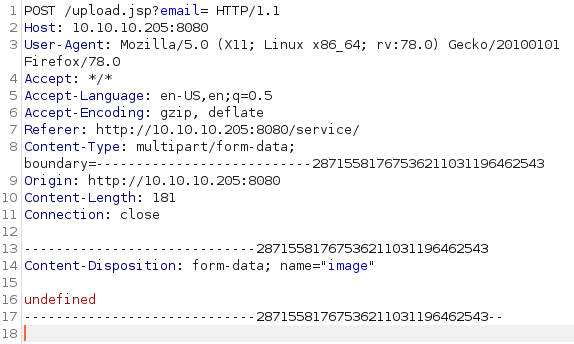 1 POST /upload.jsp?email= HTTP/1.1
2 Host: 10.10.10.205:8080
3 User-Agent: Mozilla/5.0 (X11; Linux x86_64; rv:78.0) Gecko/20100101
Firefox/78.0
4 Accept: */*
5 Accept-Language: en-US,en;q=0.5
6 Accept-Encoding: gzip, deflate
7 Referer: http://10.10.10.205:8080/service/
8 Content-Type: multipart/form-data;
boundary=---------------------------287155817675362110311964 62543
9 Origin: http://10.10.10.205:8080
10 Content-Length: 181
11 Connection: close
12
13 -----------------------------28715581767536211031196462543
14 Content-Disposition: form-data; name="image"
15
16 undefined
17 -----------------------------28715581767536211031196462543--
18